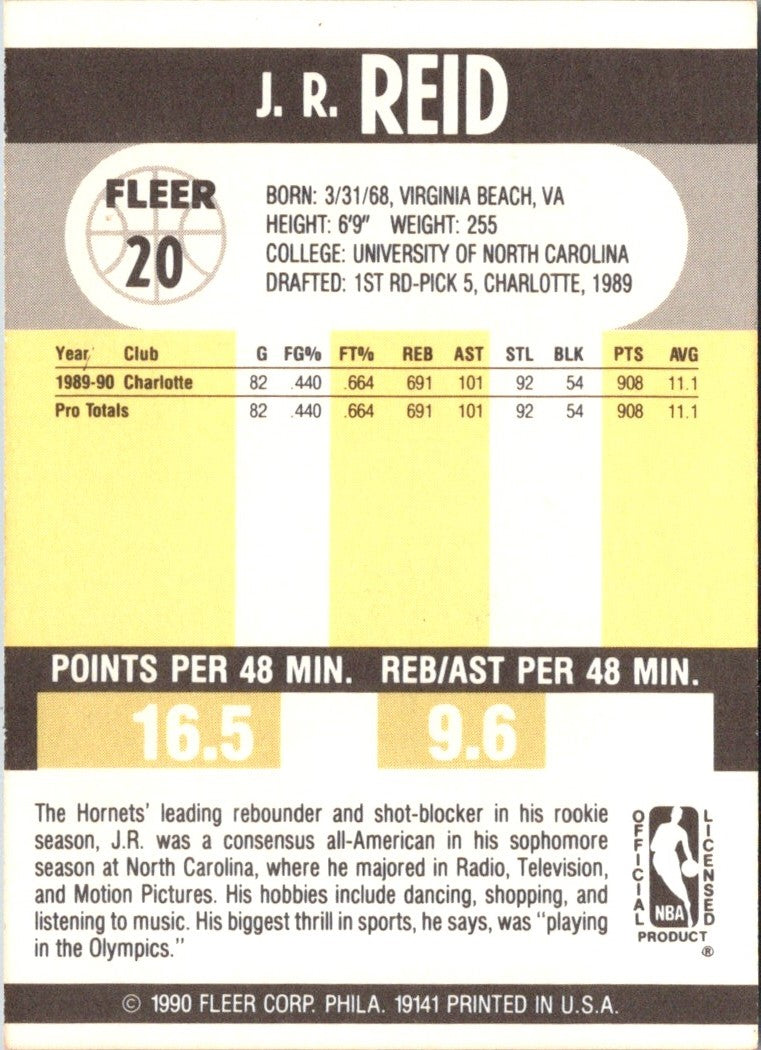 J. R. REID
FLEER
20
BORN: 3/31/68, VIRGINIA BEACH, VA
HEIGHT: 6'9" WEIGHT: 255
COLLEGE: UNIVERSITY OF NORTH CAROLINA
DRAFTED: 1ST RD-PICK 5, CHARLOTTE, 1989
Year Club G FG% FT% REB AST STL BLK PTS AVG
1989-90 Charlotte 82 .440 .664 691 101 92 54 908 11.1
Pro Totals 82 .440 .664 691 101 92 54 908 11.1
POINTS PER 48 MIN. REB/AST PER 48 MIN.
16.5 9.6
The Hornets' leading rebounder and shot-blocker in his rookie
season, J.R. was a consensus all-American in his sophomore
season at North Carolina, where he majored in Radio, Television,
and Motion Pictures. His hobbies include dancing, shopping, and
listening to music. His biggest thrill in sports, he says, was "playing
in the Olympics."
OFFICIAL
LICENSED
NBA
PRODUCT
®
© 1990 FLEER CORP. PHILA. 19141 PRINTED IN U.S.A.